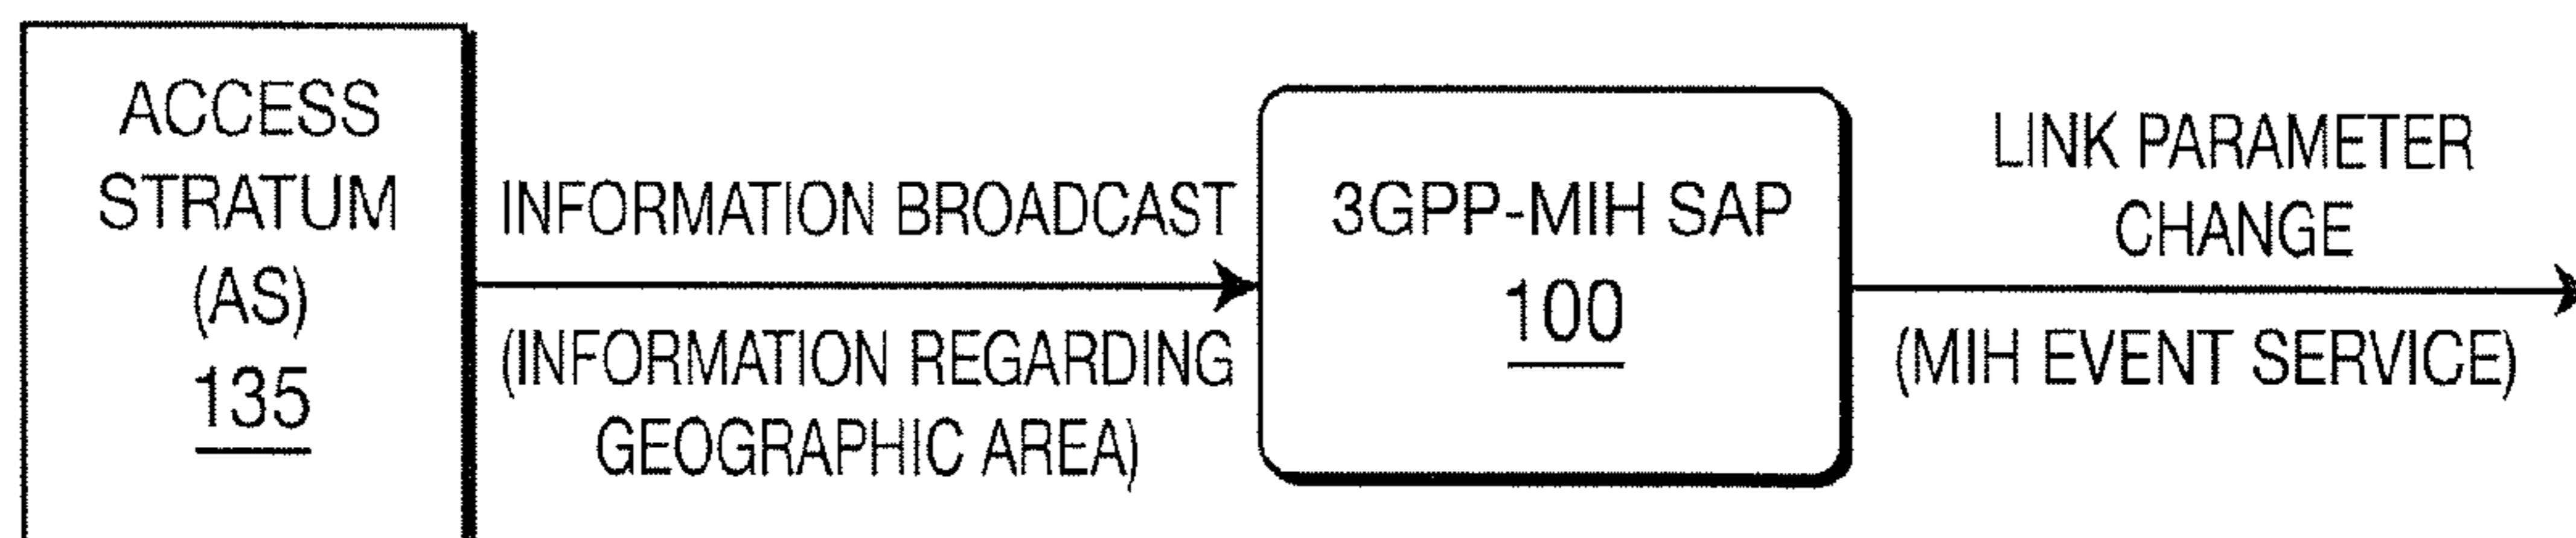 ACCESS
STRATUM
(AS)
135
INFORMATION BROADCAST
(INFORMATION REGARDING
GEOGRAPHIC AREA)
3GPP-MIH SAP
100
LINK PARAMETER
CHANGE
(MIH EVENT SERVICE)